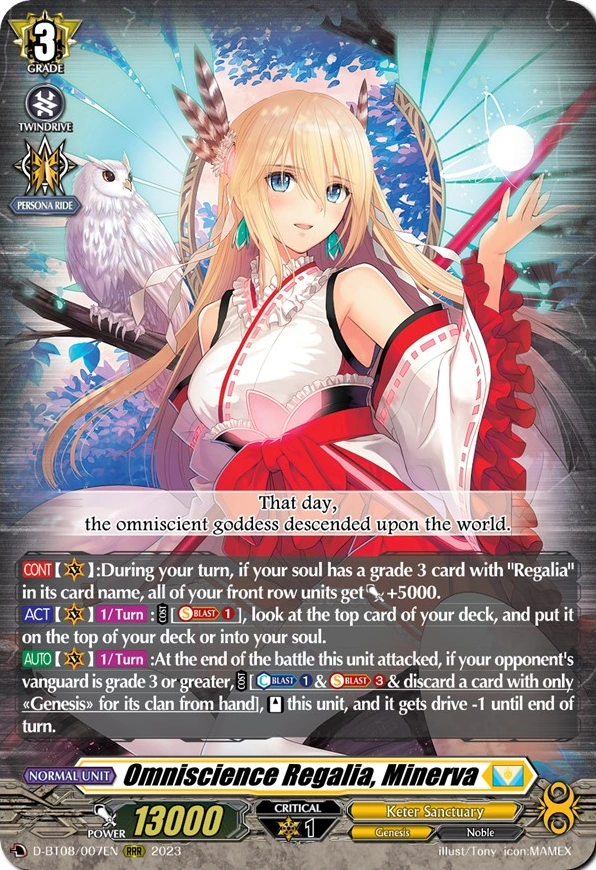 3
GRADE
TWINDRIVE
PERSONA RIDE
That day,
the omniscient goddess descended upon the world.
CONT【】:During your turn, if your soul has a grade 3 card with "Regalia"
in its card name, all of your front row units get +5000.
ACT【】1/Turn : COST [S BLAST 1], look at the top card of your deck, and put it
on the top of your deck or into your soul.
AUTO【】1/Turn :At the end of the battle this unit attacked, if your opponent's
vanguard is grade 3 or greater, COST [C BLAST 1 & S BLAST 3 & discard a card with only
«Genesis» for its clan from hand], this unit, and it gets drive -1 until end of
turn.
NORMAL UNIT Omniscience Regalia, Minerva
POWER 13000 CRITICAL 1 Keter Sanctuary
Genesis Noble
D-BT08/007EN RRR 2023 illust/Tony icon:MAMEX